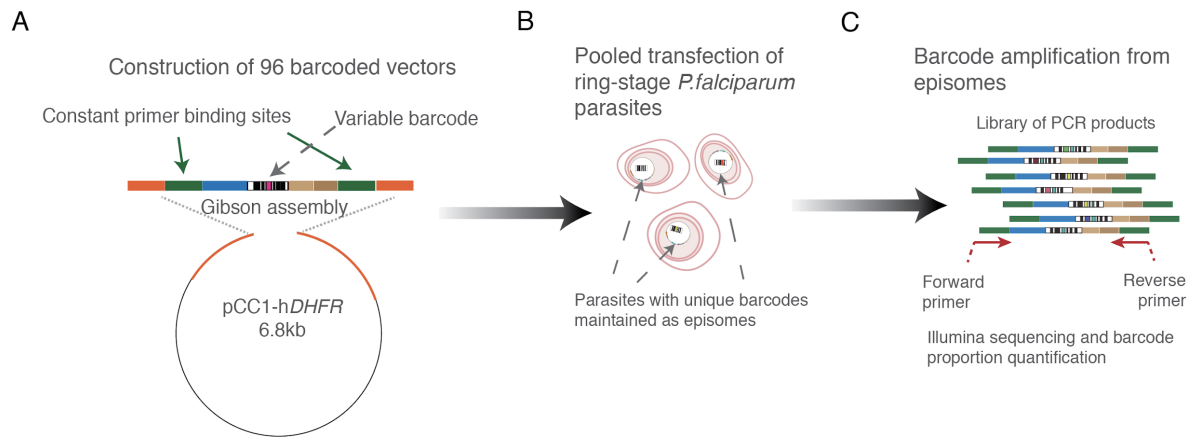 A
Construction of 96 barcoded vectors
Constant primer binding sites
Variable barcode
Gibson assembly
pCC1-hDHFR
6.8kb
B
Pooled transfection of
ring-stage P.falciparum
parasites
Parasites with unique barcodes
maintained as episomes
C
Barcode amplification from
episomes
Library of PCR products
Forward
primer
Reverse
primer
Illumina sequencing and barcode
proportion quantification